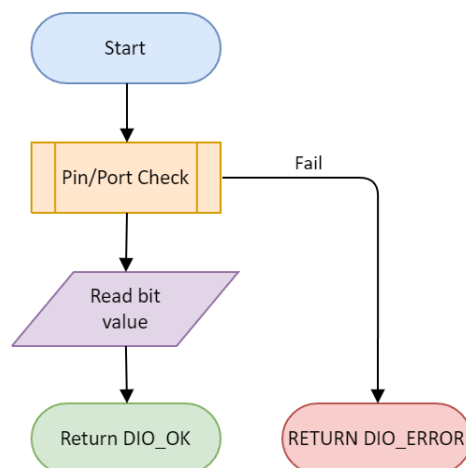 Start
Pin/Port Check
Fail
Read bit
value
Return DIO_OK
RETURN DIO_ERROR